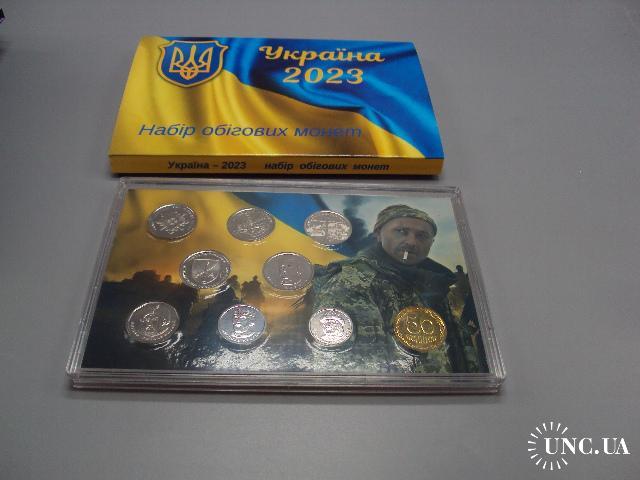 Україна
2023
Набір обігових монет
Україна – 2023 набір обігових монет
50
UNC.UA